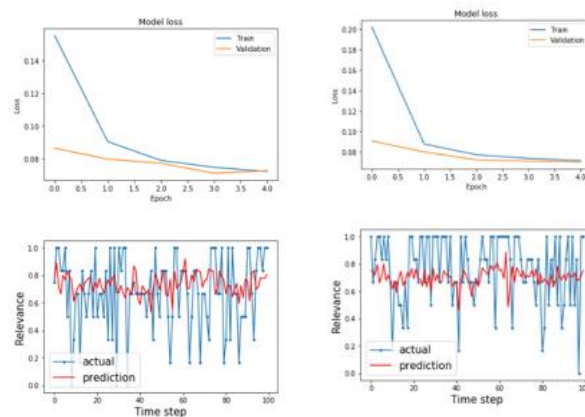 Model loss
Train
Validation
0.14
0.12
0.10
0.08
Loss
0.0 0.5 1.0 1.5 2.0 2.5 3.0 3.5 4.0
Epoch
Model loss
Train
Validation
0.20
0.18
0.16
0.14
0.12
0.10
0.08
Loss
0.0 0.5 1.0 1.5 2.0 2.5 3.0 3.5 4.0
Epoch
1.0
0.8
0.6
0.4
0.2
0.0
Relevance
actual
prediction
0 20 40 60 80 100
Time step
1.0
0.8
0.6
0.4
0.2
0.0
Relevance
actual
prediction
0 20 40 60 80 100
Time step